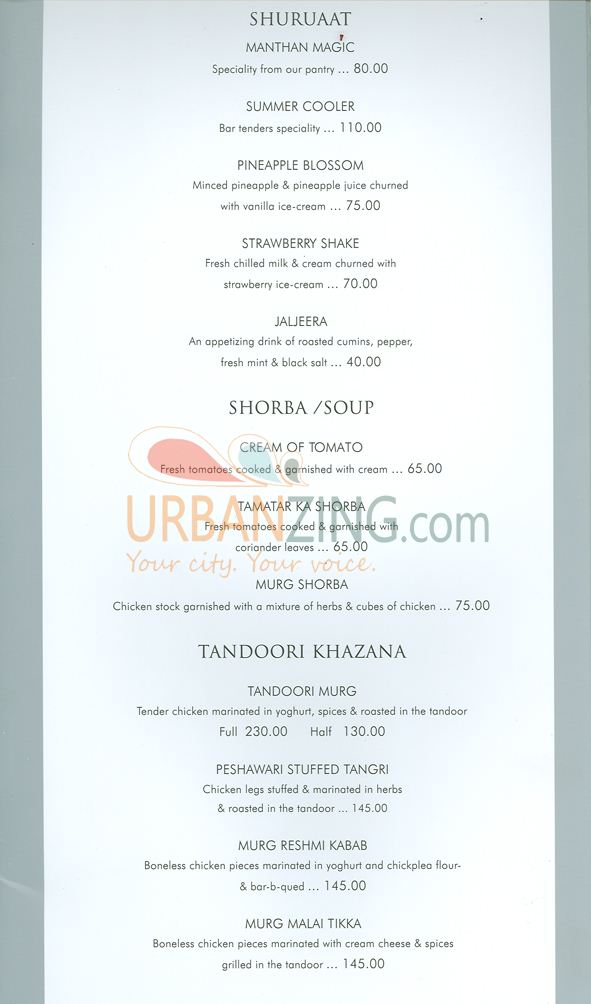 SHURUAAT
MANTHAN MAGIC
Speciality from our pantry ... 80.00
SUMMER COOLER
Bar tenders speciality ... 110.00
PINEAPPLE BLOSSOM
Minced pineapple & pineapple juice churned
with vanilla ice-cream ... 75.00
STRAWBERRY SHAKE
Fresh chilled milk & cream churned with
strawberry ice-cream ... 70.00
JALJEERA
An appetizing drink of roasted cumins, pepper,
fresh mint & black salt ... 40.00
SHORBA /SOUP
CREAM OF TOMATO
Fresh tomatoes cooked & garnished with cream ... 65.00
TAMATAR KA SHORBA
URBANZING.com
Fresh tomatoes cooked & garnished with
coriander leaves ... 65.00
Your city. Your voice.
MURG SHORBA
Chicken stock garnished with a mixture of herbs & cubes of chicken ... 75.00
TANDOORI KHAZANA
TANDOORI MURG
Tender chicken marinated in yoghurt, spices & roasted in the tandoor
Full 230.00 Half 130.00
PESHAWARI STUFFED TANGRI
Chicken legs stuffed & marinated in herbs
& roasted in the tandoor ... 145.00
MURG RESHMI KABAB
Boneless chicken pieces marinated in yoghurt and chickplea flour-
& bar-b-qued ... 145.00
MURG MALAI TIKKA
Boneless chicken pieces marinated with cream cheese & spices
grilled in the tandoor ... 145.00